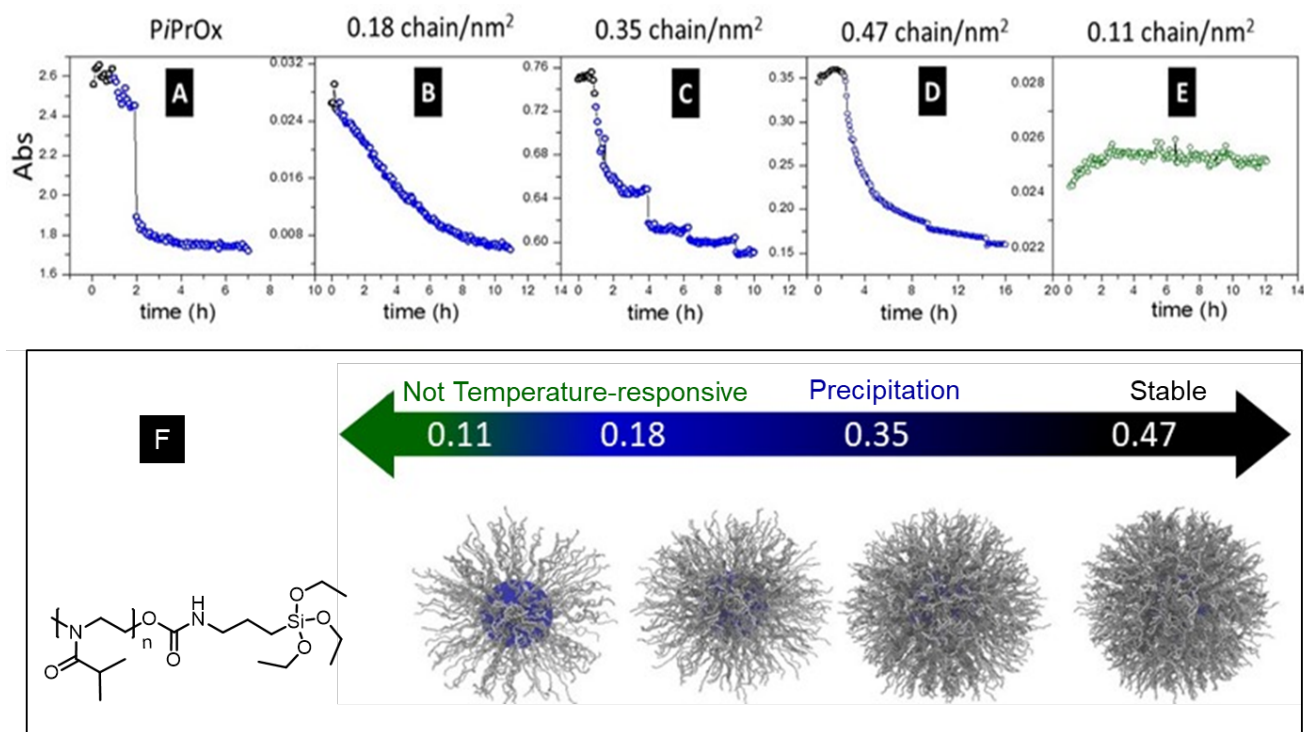 PiPrOx 0.18 chain/nm² 0.35 chain/nm² 0.47 chain/nm² 0.11 chain/nm²
A B C D E
Abs
2.6 2.4 2.2 2.0 1.8 1.6
0.032 0.024 0.016 0.008
0.76 0.72 0.68 0.64 0.60
0.35 0.30 0.25 0.20 0.15
0.028 0.026 0.024 0.022
0 2 4 6 8 10
0 2 4 6 8 10 12 14
0 2 4 6 8 10 12
0 4 8 12 16 20
0 2 4 6 8 10 12 14
time (h) time (h) time (h) time (h) time (h)
F
Not Temperature-responsive Precipitation Stable
0.11 0.18 0.35 0.47
N
O
n
O
O
H
N
Si
O
O
O